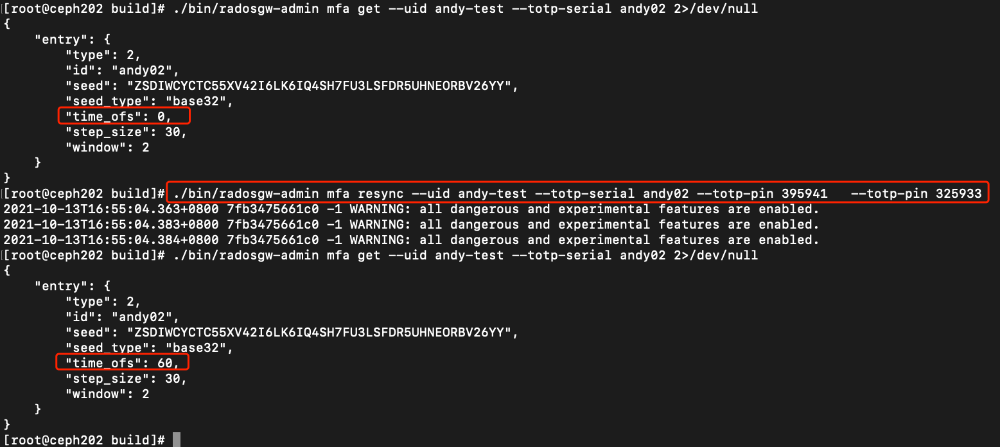 [root@ceph202 build]# ./bin/radosgw-admin mfa get --uid andy-test --totp-serial andy02 2>/dev/null
{
    "entry": {
        "type": 2,
        "id": "andy02",
        "seed": "ZSDIWCYCTC55XV42I6LK6IQ4SH7FU3LSFDR5UHNEORBV26YY",
        "seed_type": "base32",
        "time_ofs": 0,
        "step_size": 30,
        "window": 2
    }
}
[root@ceph202 build]# ./bin/radosgw-admin mfa resync --uid andy-test --totp-serial andy02 --totp-pin 395941   --totp-pin 325933
2021-10-13T16:55:04.363+0800 7fb3475661c0 -1 WARNING: all dangerous and experimental features are enabled.
2021-10-13T16:55:04.383+0800 7fb3475661c0 -1 WARNING: all dangerous and experimental features are enabled.
2021-10-13T16:55:04.384+0800 7fb3475661c0 -1 WARNING: all dangerous and experimental features are enabled.
[root@ceph202 build]# ./bin/radosgw-admin mfa get --uid andy-test --totp-serial andy02 2>/dev/null
{
    "entry": {
        "type": 2,
        "id": "andy02",
        "seed": "ZSDIWCYCTC55XV42I6LK6IQ4SH7FU3LSFDR5UHNEORBV26YY",
        "seed_type": "base32",
        "time_ofs": 60,
        "step_size": 30,
        "window": 2
    }
}
[root@ceph202 build]#